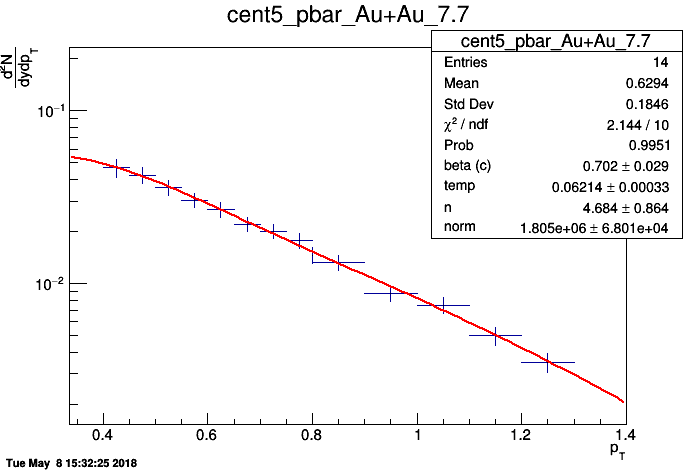 cent5_pbar_Au+Au_7.7
d²N
dydp_T
cent5_pbar_Au+Au_7.7
Entries 14
Mean 0.6294
Std Dev 0.1846
χ² / ndf 2.144 / 10
Prob 0.9951
beta (c) 0.702 ± 0.029
temp 0.06214 ± 0.00033
n 4.684 ± 0.864
norm 1.805e+06 ± 6.801e+04
10⁻¹
10⁻²
0.4 0.6 0.8 1 1.2 1.4
p_T
Tue May 8 15:32:25 2018